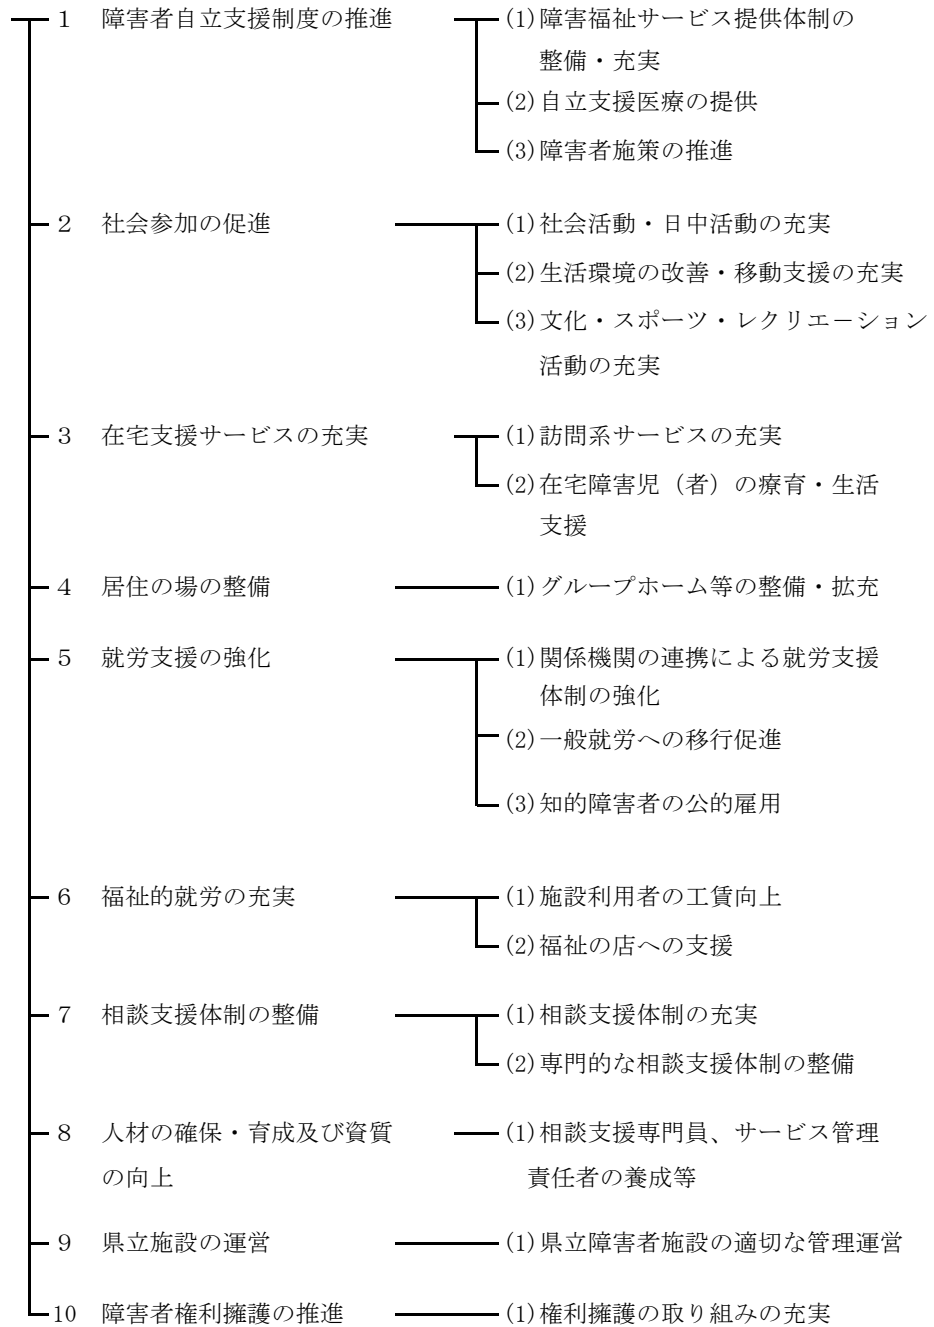 1 障害者自立支援制度の推進 (1)障害福祉サービス提供体制の
整備・充実
(2)自立支援医療の提供
(3)障害者施策の推進
2 社会参加の促進 (1)社会活動・日中活動の充実
(2)生活環境の改善・移動支援の充実
(3)文化・スポーツ・レクリエーション
活動の充実
3 在宅支援サービスの充実 (1)訪問系サービスの充実
(2)在宅障害児（者）の療育・生活
支援
4 居住の場の整備 (1)グループホーム等の整備・拡充
5 就労支援の強化 (1)関係機関の連携による就労支援
体制の強化
(2)一般就労への移行促進
(3)知的障害者の公的雇用
6 福祉的就労の充実 (1)施設利用者の工賃向上
(2)福祉の店への支援
7 相談支援体制の整備 (1)相談支援体制の充実
(2)専門的な相談支援体制の整備
8 人材の確保・育成及び資質 (1)相談支援専門員、サービス管理
の向上 責任者の養成等
9 県立施設の運営 (1)県立障害者施設の適切な管理運営
10 障害者権利擁護の推進 (1)権利擁護の取り組みの充実